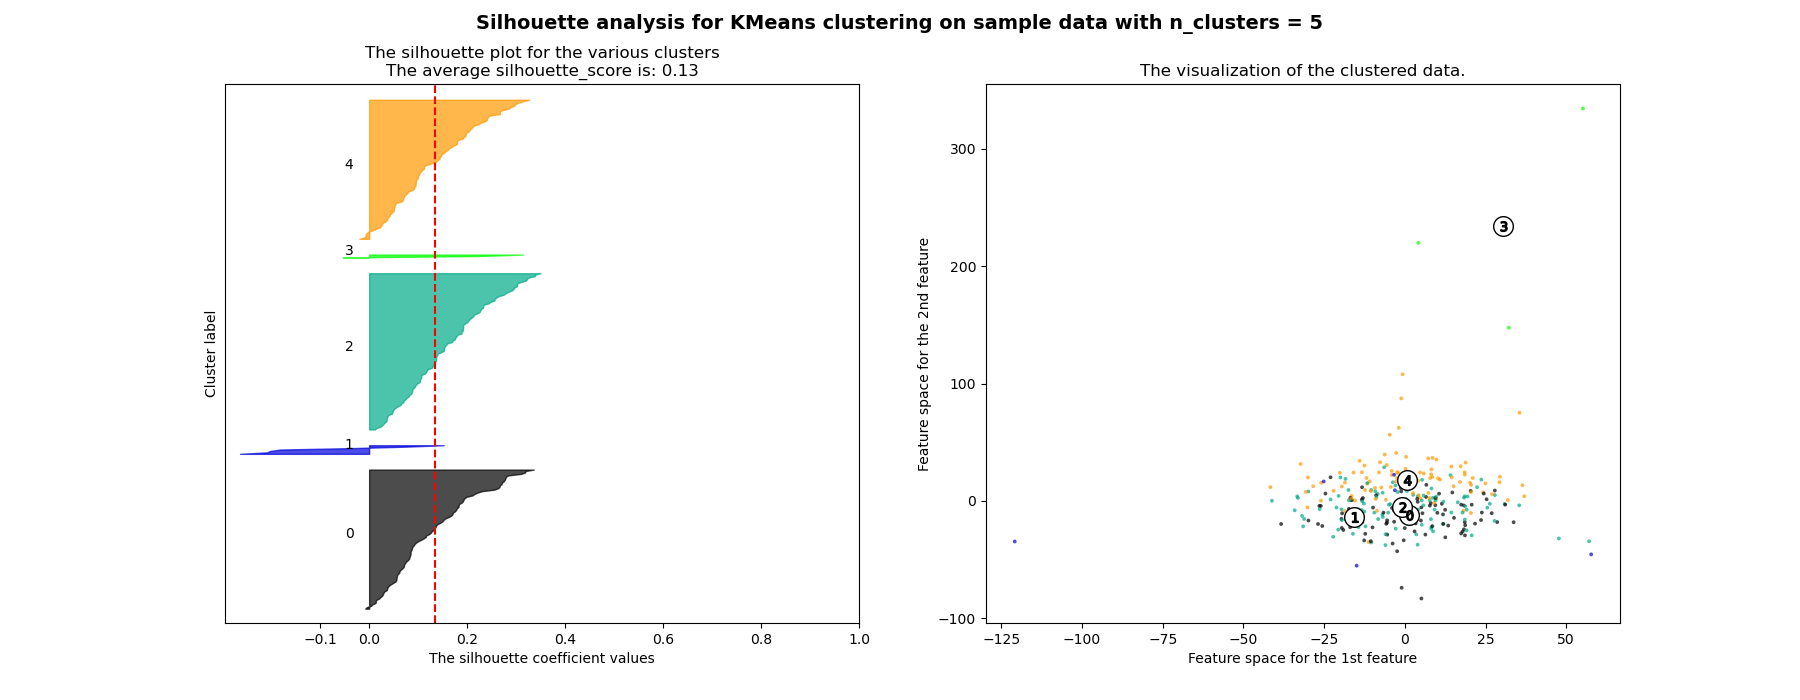 Silhouette analysis for KMeans clustering on sample data with n_clusters = 5
The silhouette plot for the various clusters
The average silhouette_score is: 0.13
Cluster label
4
3
2
1
0
−0.1 0.0 0.2 0.4 0.6 0.8 1.0
The silhouette coefficient values
The visualization of the clustered data.
Feature space for the 2nd feature
300
200
100
0
−100
3
4
2
0
1
−125 −100 −75 −50 −25 0 25 50
Feature space for the 1st feature